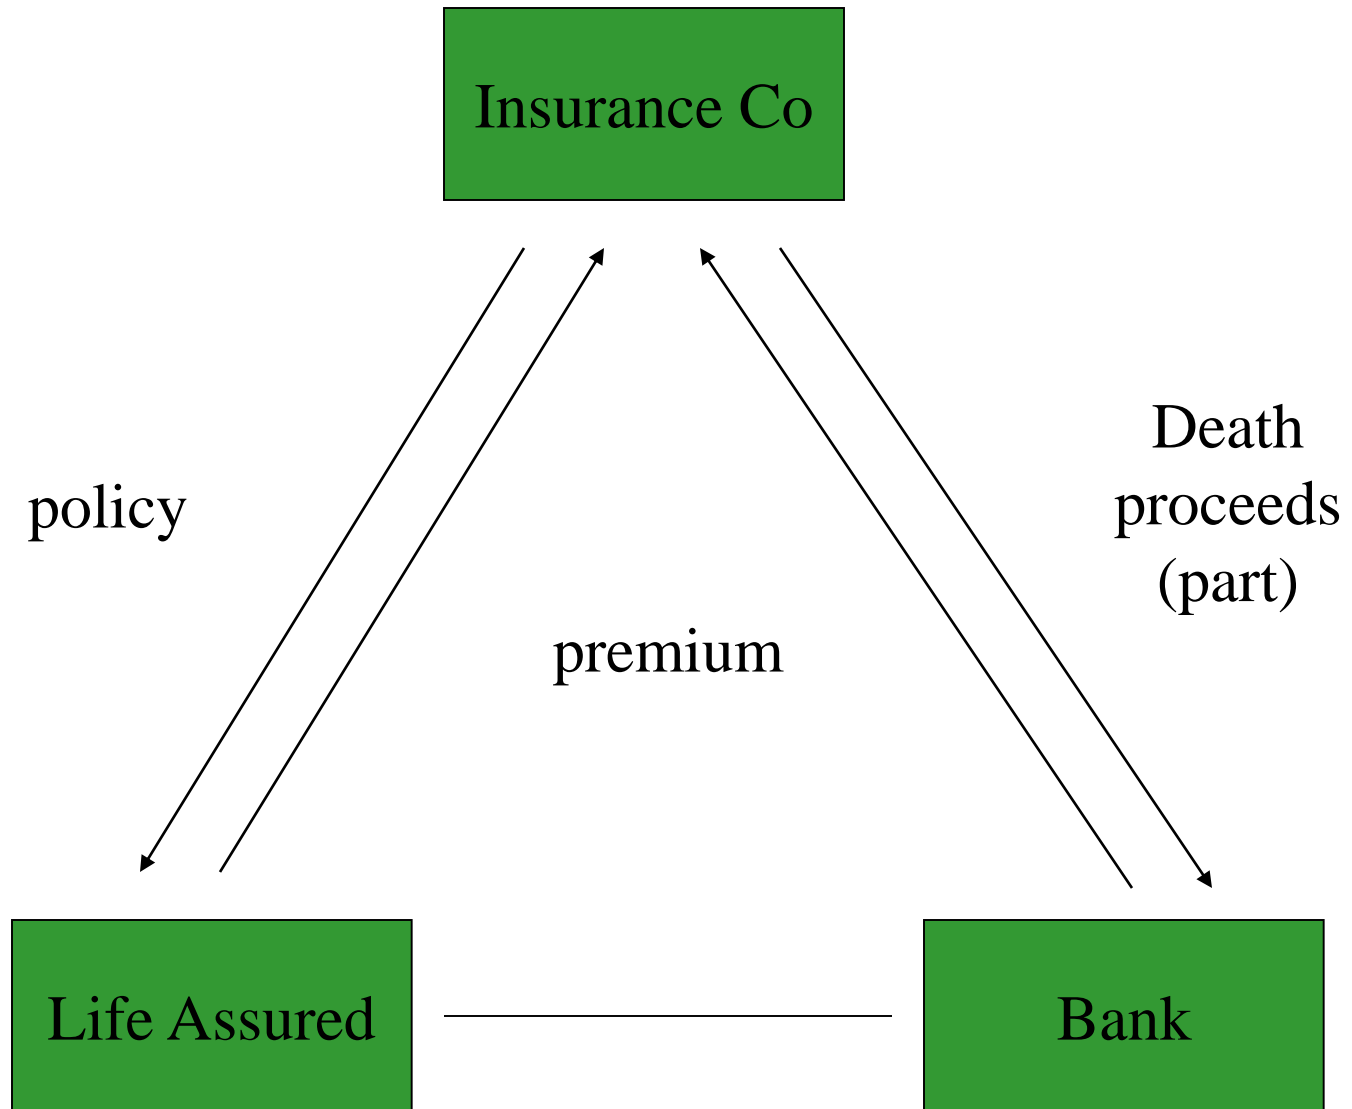 Insurance Co
policy
Death
proceeds
(part)
premium
Life Assured
Bank